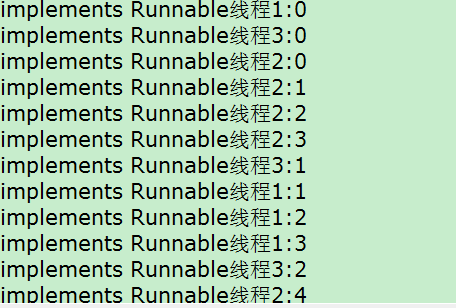 implements Runnable线程1:0
implements Runnable线程3:0
implements Runnable线程2:0
implements Runnable线程2:1
implements Runnable线程2:2
implements Runnable线程2:3
implements Runnable线程3:1
implements Runnable线程1:1
implements Runnable线程1:2
implements Runnable线程1:3
implements Runnable线程3:2
implements Runnable线程2:4